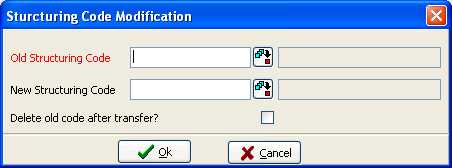 Sturcturing Code Modification
Old Structuring Code
New Structuring Code
Delete old code after transfer?
Ok Cancel